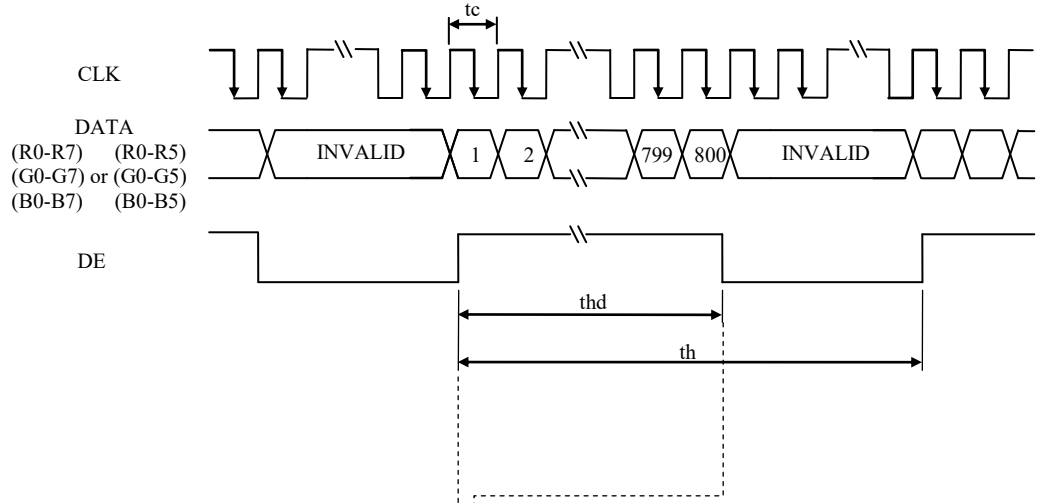 tc
CLK
DATA
(R0-R7) (R0-R5)
(G0-G7) or (G0-G5)
(B0-B7) (B0-B5)
INVALID 1 2 799 800 INVALID
DE
thd
th